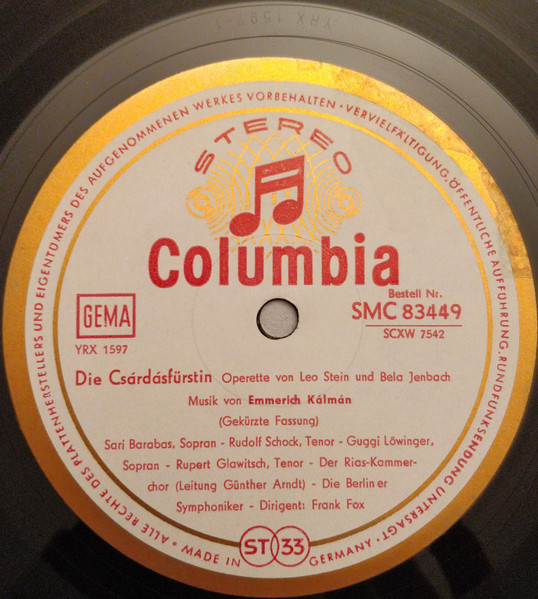 YRX 1597-1
ALLE RECHTE DES PLATTENHERSTELLERS UND EIGENTÜMERS DES AUFGENOMMENEN WERKES VORBEHALTEN · VERVIELFÄLTIGUNG, ÖFFENTLICHE AUFFÜHRUNG, RUNDFUNKSENDUNG UNTERSAGT ·
STEREO
Columbia
Bestell Nr.
GEMA
SMC 83449
YRX 1597
SCXW 7542
Die Csárdásfürstin Operette von Leo Stein und Bela Jenbach
Musik von Emmerich Kálmán
(Gekürzte Fassung)
Sari Barabas, Sopran - Rudolf Schock, Tenor - Guggi Löwinger,
Sopran - Rupert Glawitsch, Tenor - Der Rias-Kammer-
chor (Leitung Günther Arndt) - Die Berliner
Symphoniker - Dirigent: Frank Fox
MADE IN GERMANY
ST 33